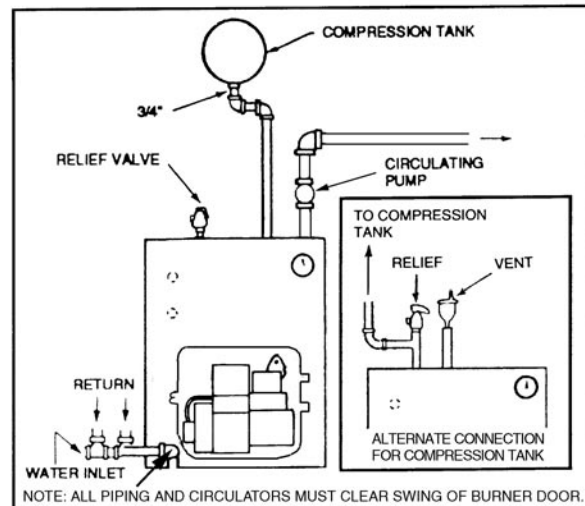 COMPRESSION TANK
3/4"
RELIEF VALVE
CIRCULATING
PUMP
TO COMPRESSION
TANK
RELIEF
VENT
RETURN
WATER INLET
ALTERNATE CONNECTION
FOR COMPRESSION TANK
NOTE: ALL PIPING AND CIRCULATORS MUST CLEAR SWING OF BURNER DOOR.